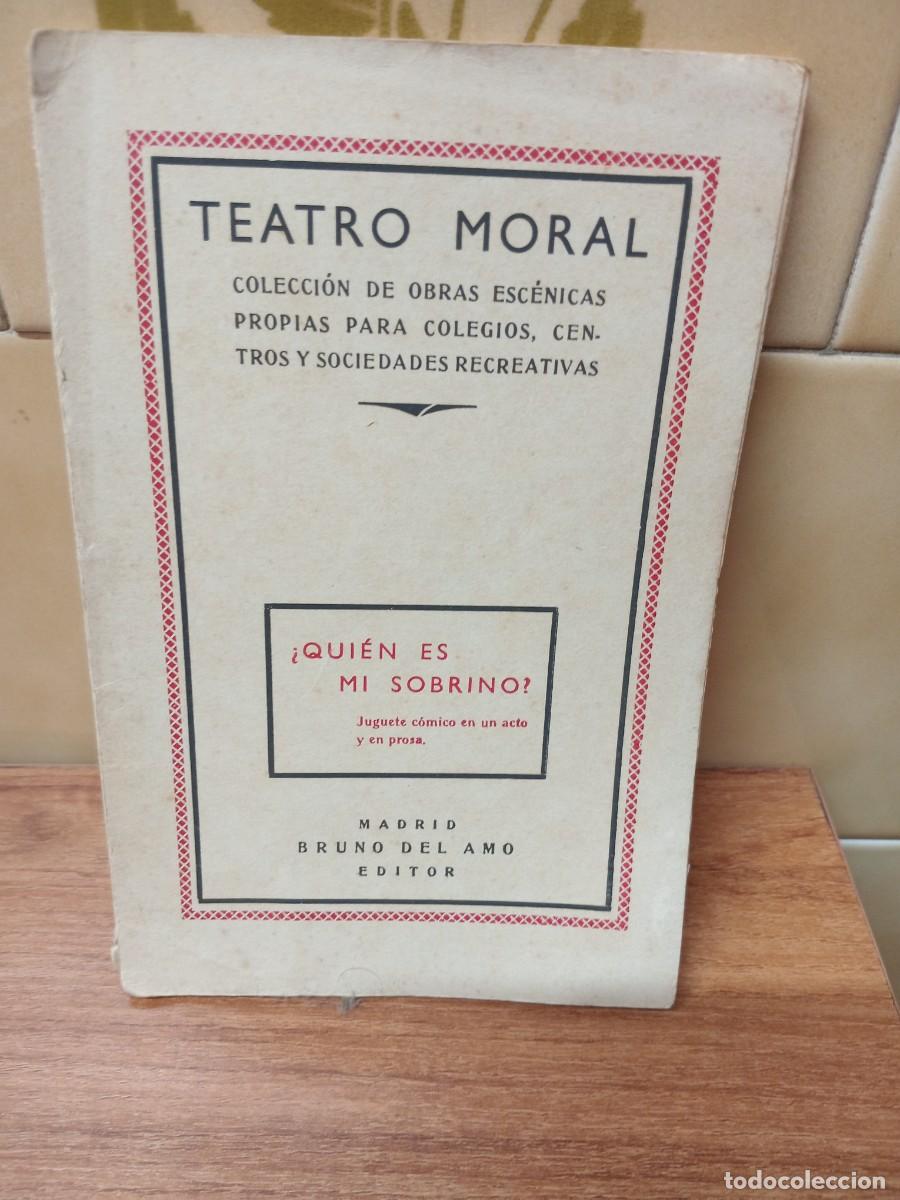 TEATRO MORAL
COLECCIÓN DE OBRAS ESCÉNICAS
PROPIAS PARA COLEGIOS, CEN-
TROS Y SOCIEDADES RECREATIVAS
¿QUIÉN ES
MI SOBRINO?
Juguete cómico en un acto
y en prosa.
MADRID
BRUNO DEL AMO
EDITOR
todocoleccion